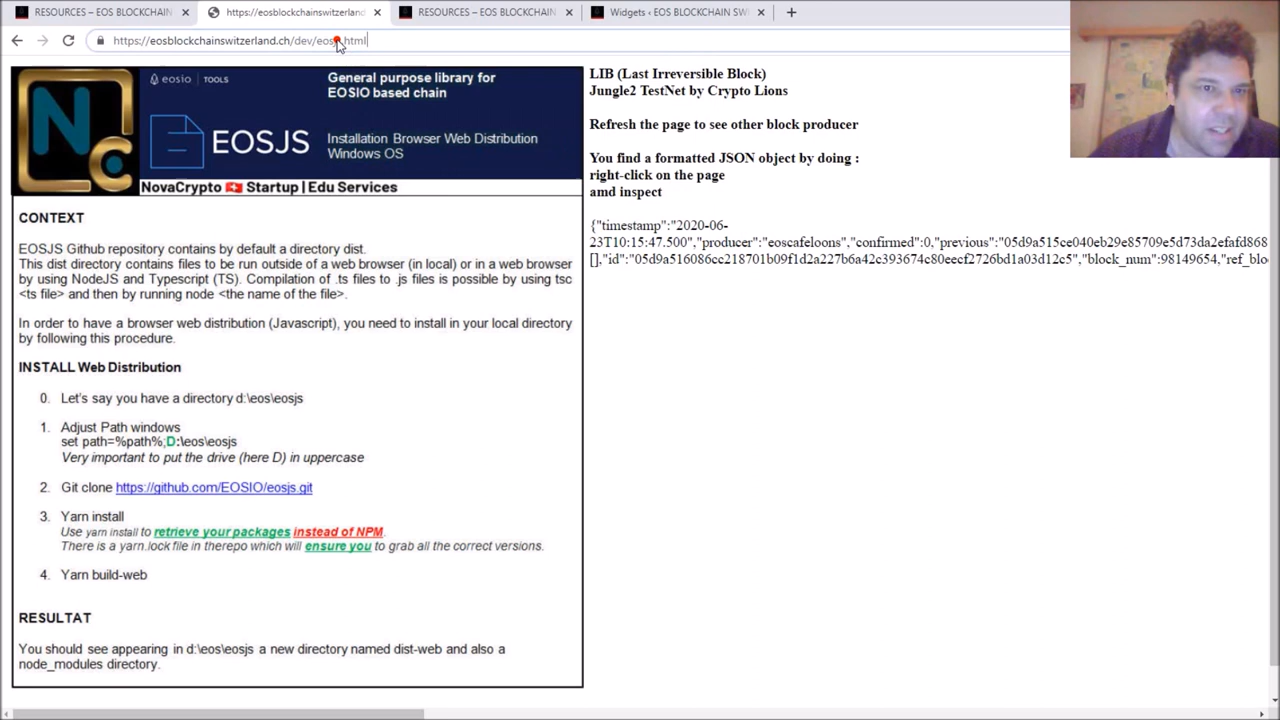 RESOURCES – EOS BLOCKCHAIN
https://eosblockchainswitzerland
RESOURCES – EOS BLOCKCHAIN
Widgets ‹ EOS BLOCKCHAIN SW
https://eosblockchainswitzerland.ch/dev/eosj html
eosio | TOOLS
General purpose library for
EOSIO based chain
EOSJS
Installation Browser Web Distribution
Windows OS
Nc
NovaCrypto Startup | Edu Services
CONTEXT
EOSJS Github repository contains by default a directory dist.
This dist directory contains files to be run outside of a web browser (in local) or in a web browser
by using NodeJS and Typescript (TS). Compilation of .ts files to .js files is possible by using tsc
<ts file> and then by running node <the name of the file>.
In order to have a browser web distribution (Javascript), you need to install in your local directory
by following this procedure.
INSTALL Web Distribution
0. Let's say you have a directory d:\eos\eosjs
1. Adjust Path windows
set path=%path%;D:\eos\eosjs
Very important to put the drive (here D) in uppercase
2. Git clone https://github.com/EOSIO/eosjs.git
3. Yarn install
Use yarn install to retrieve your packages instead of NPM.
There is a yarn.lock file in therepo which will ensure you to grab all the correct versions.
4. Yarn build-web
RESULTAT
You should see appearing in d:\eos\eosjs a new directory named dist-web and also a
node_modules directory.
LIB (Last Irreversible Block)
Jungle2 TestNet by Crypto Lions
Refresh the page to see other block producer
You find a formatted JSON object by doing :
right-click on the page
amd inspect
{"timestamp":"2020-06-
23T10:15:47.500","producer":"eoscafeloons","confirmed":0,"previous":"05d9a515ce040eb29e85709e5d73da2efafd868
[],"id":"05d9a516086ecc218701b09f1d2a227b6a42c393674c80eecf2726bd1a03d12c5","block_num":98149654,"ref_blo